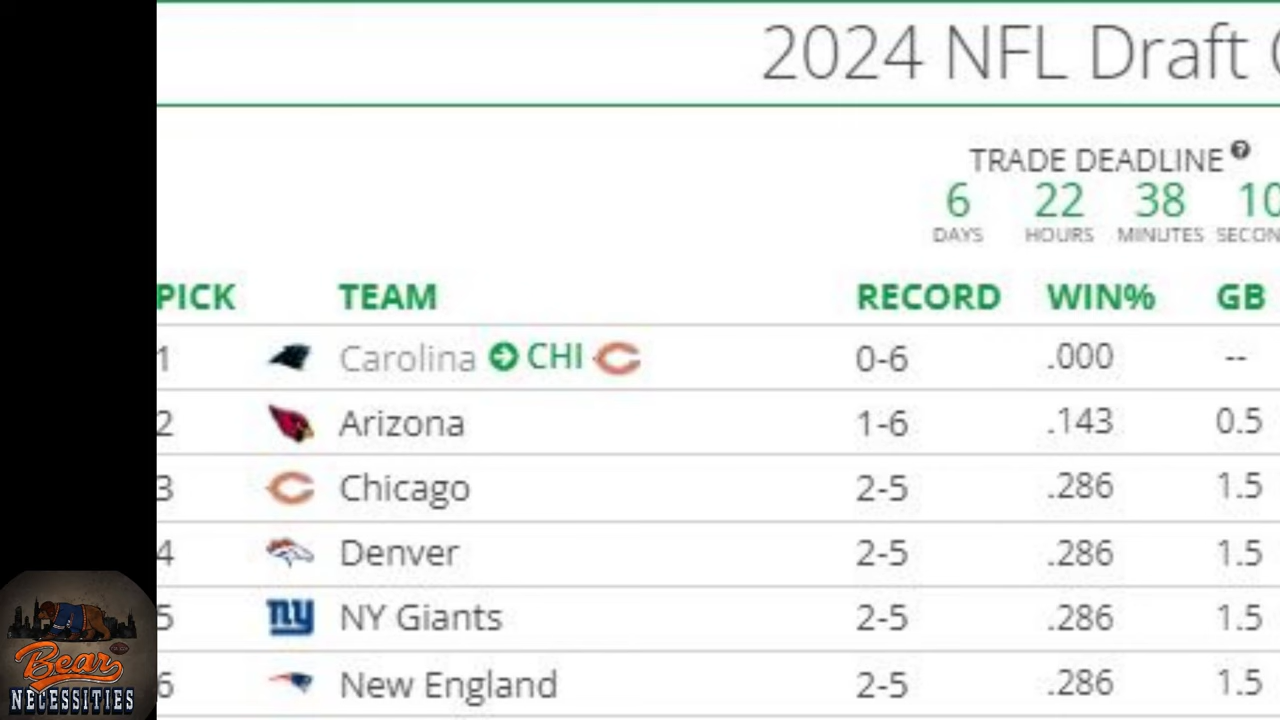 2024 NFL Draft
TRADE DEADLINE ?
6 22 38 10
DAYS HOURS MINUTES SECON
PICK TEAM RECORD WIN% GB
1 Carolina CHI 0-6 .000 --
2 Arizona 1-6 .143 0.5
3 Chicago 2-5 .286 1.5
4 Denver 2-5 .286 1.5
5 ny NY Giants 2-5 .286 1.5
6 New England 2-5 .286 1.5
Bear
NECESSITIES